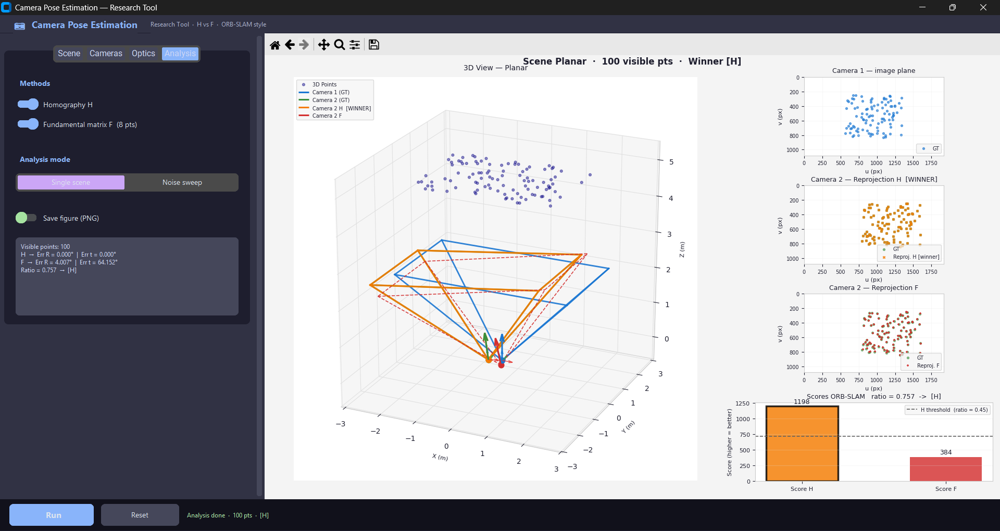 Camera Pose Estimation — Research Tool
Camera Pose Estimation
Research Tool · H vs F · ORB-SLAM style
Scene
Cameras
Optics
Analysis
Methods
Homography H
Fundamental matrix F (8 pts)
Analysis mode
Single scene
Noise sweep
Save figure (PNG)
Visible points: 100
H → Err R = 0.000° | Err t = 0.000°
F → Err R = 4.007° | Err t = 64.152°
Ratio = 0.757 → [H]
Run
Reset
Analysis done · 100 pts · [H]
Scene Planar · 100 visible pts · Winner [H]
3D View — Planar
3D Points
Camera 1 (GT)
Camera 2 (GT)
Camera 2 H [WINNER]
Camera 2 F
5
4
3
2
1
0
Z (m)
3
2
1
0
−1
−2
−3
Y (m)
−3
−2
−1
0
1
2
3
X (m)
Camera 1 — image plane
0
200
400
600
800
1000
v (px)
GT
0
250
500
750
1000
1250
1500
1750
u (px)
Camera 2 — Reprojection H [WINNER]
0
200
400
600
800
1000
v (px)
GT
Reproj. H [winner]
0
250
500
750
1000
1250
1500
1750
u (px)
Camera 2 — Reprojection F
0
200
400
600
800
1000
v (px)
GT
Reproj. F
0
250
500
750
1000
1250
1500
1750
u (px)
Scores ORB-SLAM ratio = 0.757 -> [H]
1250
1000
750
500
250
0
Score (higher = better)
1198
384
H threshold (ratio = 0.45)
Score H
Score F